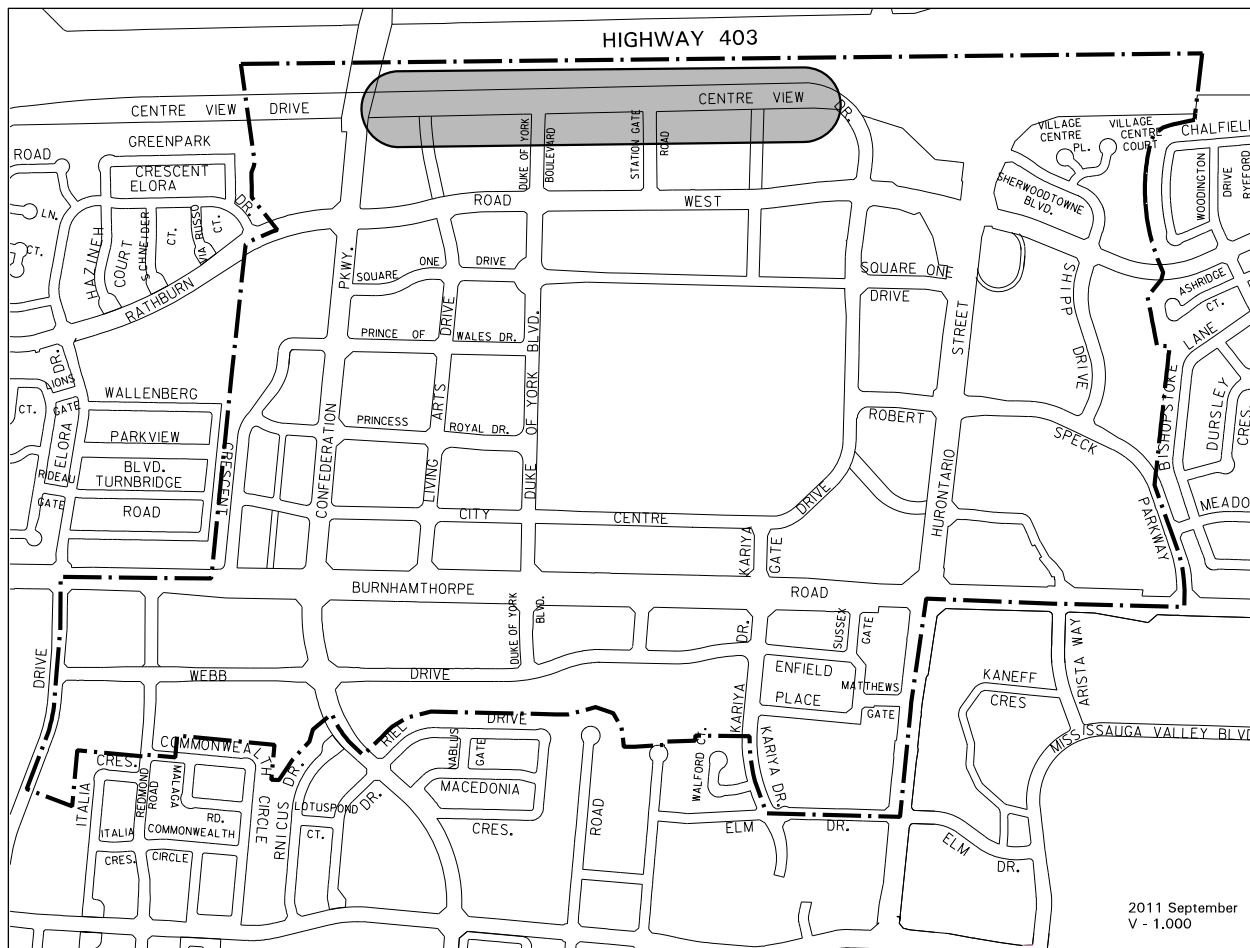 HIGHWAY 403
CENTRE VIEW DRIVE
CENTRE VIEW
DR.
GREENPARK
ROAD
CRESCENT
ELORA
DR.
LN.
CT.
HAZINEH
COURT
SCHNEIDER
CT.
VIA RUSSO
CT.
RATHBURN
ROAD
WEST
DUKE OF YORK
BOULEVARD
STATION GATE
ROAD
VILLAGE
CENTRE
PL.
VILLAGE
CENTRE
COURT
CHALFIEL
SHERWOODTOWNE
BLVD.
WOODINGTON
DRIVE
RYEFORD
PKWY.
SQUARE ONE
DRIVE
SQUARE ONE
DRIVE
SHIPP
DRIVE
ASHRIDGE
CT.
LANE
STREET
PRINCE OF
DRIVE
WALES DR.
DUKE OF YORK BLVD.
DR.
LIONS
GATE
CT.
ELORA
WALLENBERG
PARKVIEW
BLVD.
TURNBRIDGE
ROAD
RIDEAU
GATE
CRESCENT
PRINCESS
ARTS
ROYAL DR.
CONFEDERATION
LIVING
ROBERT
SPECK
PARKWAY
BISHOPSTOKE
DURSLEY
CRES.
MEADO
CITY
CENTRE
DRIVE
HURONTARIO
KARIYA
GATE
BURNHAMTHORPE
ROAD
DRIVE
DUKE OF YORK
BLVD.
DR.
SUSSEX
GATE
WEBB
DRIVE
ENFIELD
PLACE
MATTHEWS
GATE
KANEFF
CRES
ARISTA WAY
MISSISSAUGA VALLEY BLVD
KARIYA
KARIYA DR.
RIEL
DRIVE
COMMONWEALTH
CIRCLE
CRES.
ITALIA
REDMOND
ROAD
MALAGA
RD.
COMMONWEALTH
ITALIA
CRES.
CIRCLE
DR.
RNICJUS
LOTUSPOND
DR.
CT.
NABLUS
GATE
MACEDONIA
CRES.
ROAD
WALFORD CT.
ELM
DR.
ELM
DR.
2011 September
V - 1.000